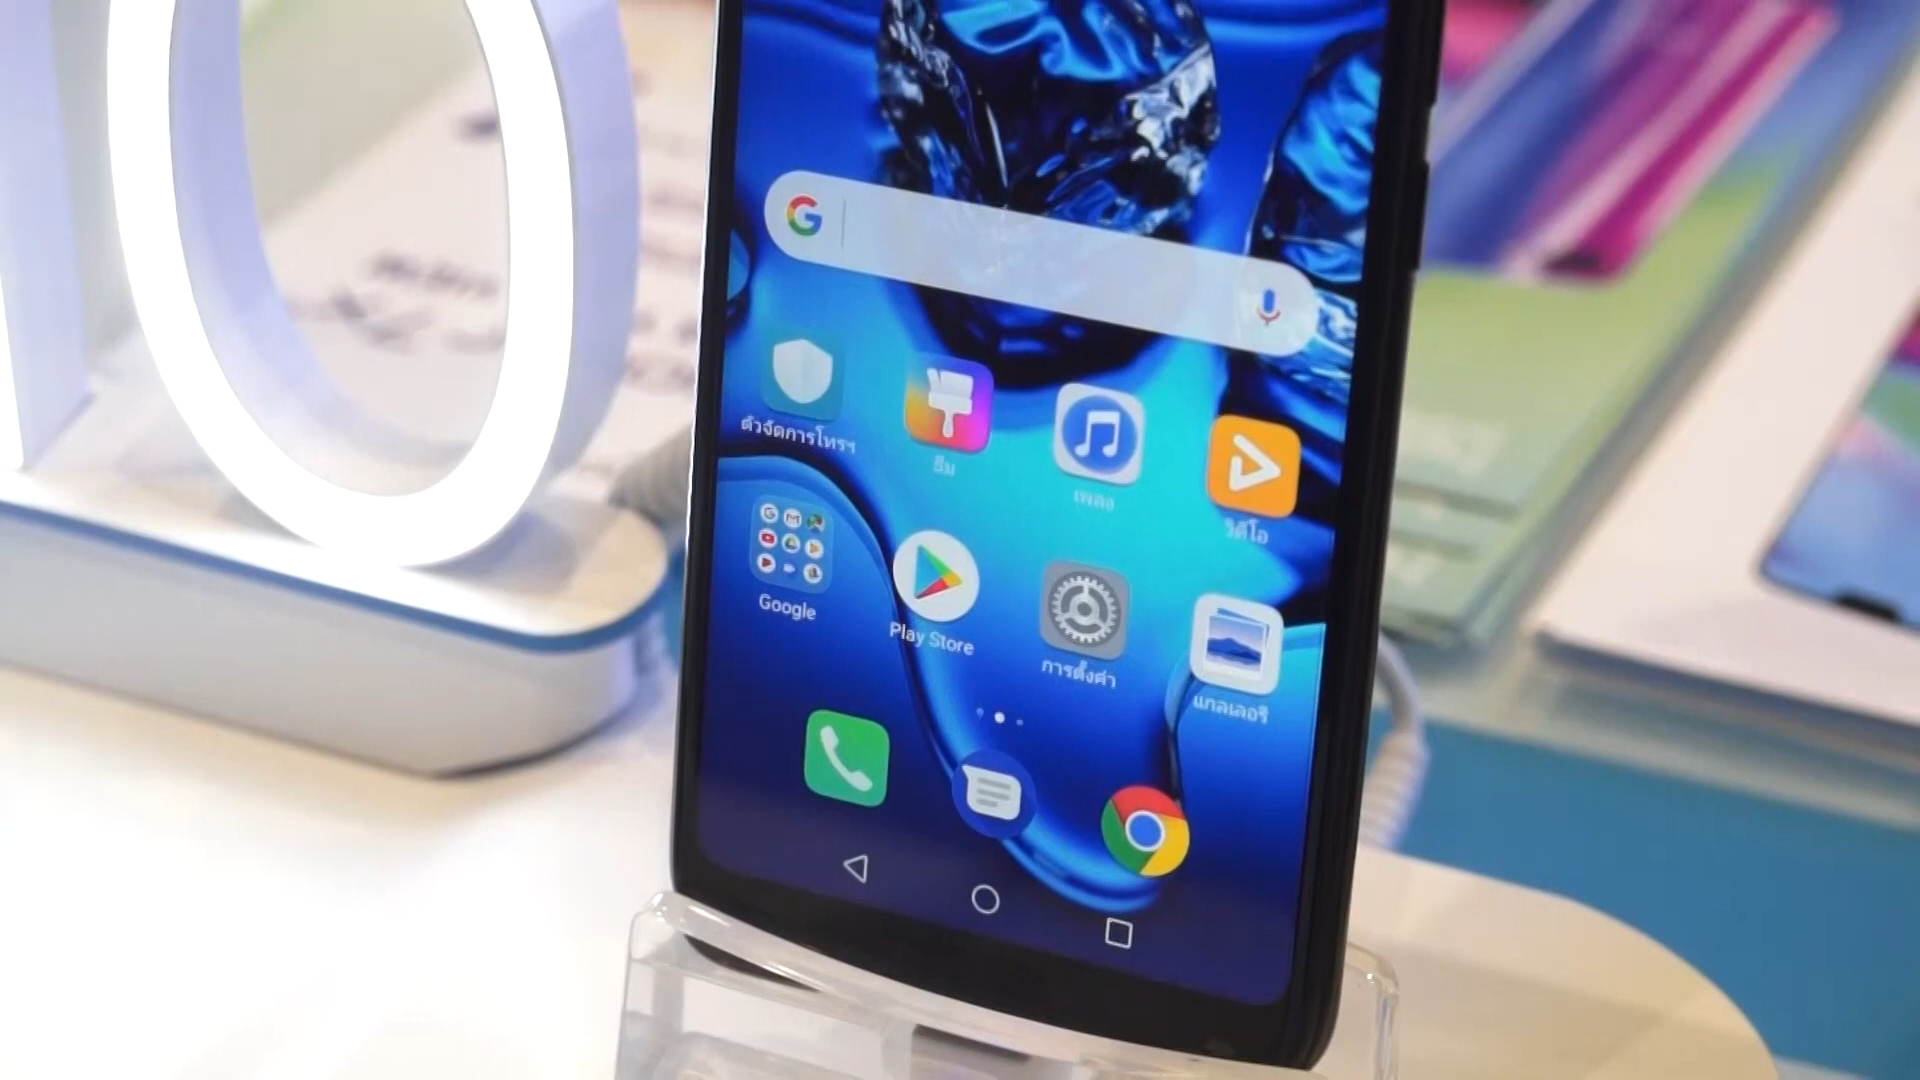 10
ตัวจัดการโทรฯ
ธีม
เพลง
วิดีโอ
Google
Play Store
การตั้งค่า
แกลเลอรี